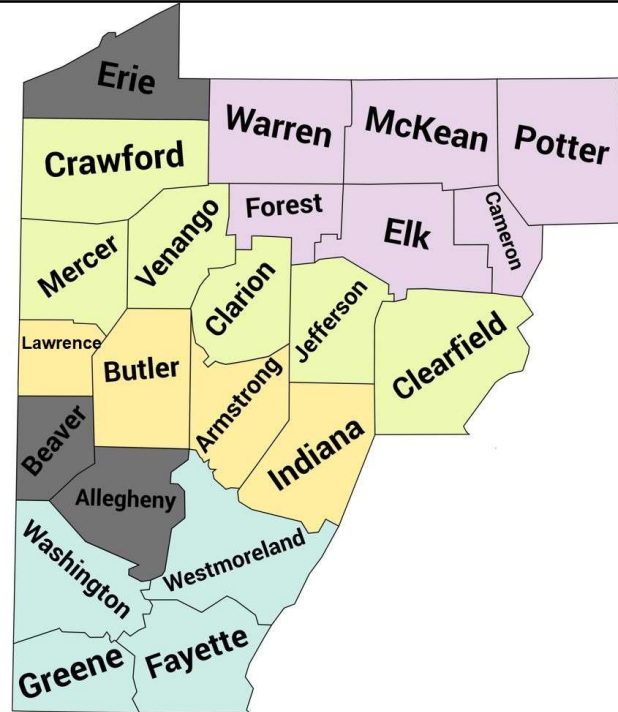 Erie
Warren
McKean
Potter
Crawford
Forest
Venango
Elk
Cameron
Mercer
Clarion
Jefferson
Lawrence
Butler
Clearfield
Armstrong
Beaver
Indiana
Allegheny
Washington
Westmoreland
Greene
Fayette